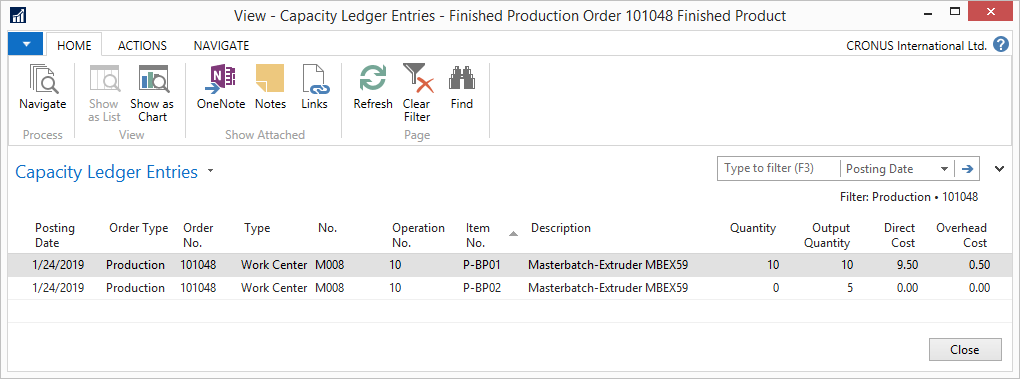 View - Capacity Ledger Entries - Finished Production Order 101048 Finished Product
HOME ACTIONS NAVIGATE CRONUS International Ltd. ?
Navigate Show as List Show as Chart OneNote Notes Links Refresh Clear Filter Find
Process View Show Attached Page
Capacity Ledger Entries Type to filter (F3) Posting Date
Filter: Production • 101048
Posting Date Order Type Order No. Type No. Operation No. Item No. Description Quantity Output Quantity Direct Cost Overhead Cost
1/24/2019 Production 101048 Work Center M008 10 P-BP01 Masterbatch-Extruder MBEX59 10 10 9.50 0.50
1/24/2019 Production 101048 Work Center M008 10 P-BP02 Masterbatch-Extruder MBEX59 0 5 0.00 0.00
Close